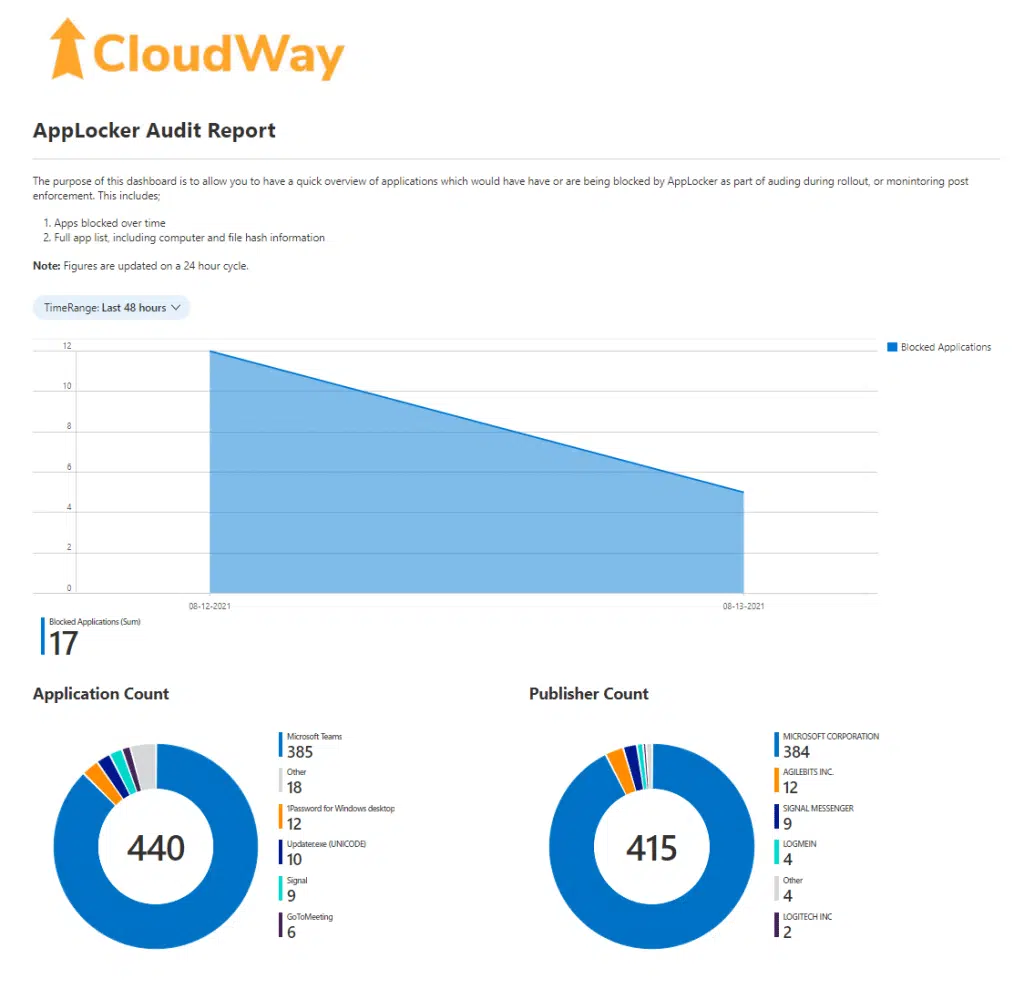 CloudWay
AppLocker Audit Report
The purpose of this dashboard is to allow you to have a quick overview of applications which would have have or are being blocked by AppLocker as part of auding during rollout, or monintoring post
enforcement. This includes;
1. Apps blocked over time
2. Full app list, including computer and file hash information
Note: Figures are updated on a 24 hour cycle.
TimeRange: Last 48 hours
12
10
8
6
4
2
0
08-12-2021
08-13-2021
Blocked Applications
Blocked Applications (Sum)
17
Application Count
440
Microsoft Teams
385
Other
18
1Password for Windows desktop
12
Updater.exe (UNICODE)
10
Signal
9
GoToMeeting
6
Publisher Count
415
MICROSOFT CORPORATION
384
AGILEBITS INC.
12
SIGNAL MESSENGER
9
LOGMEIN
4
Other
4
LOGITECH INC
2